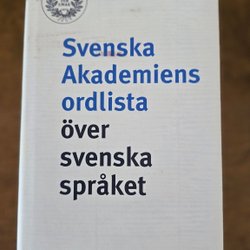 Svenska
Akademiens
ordlista
över
svenska
språket